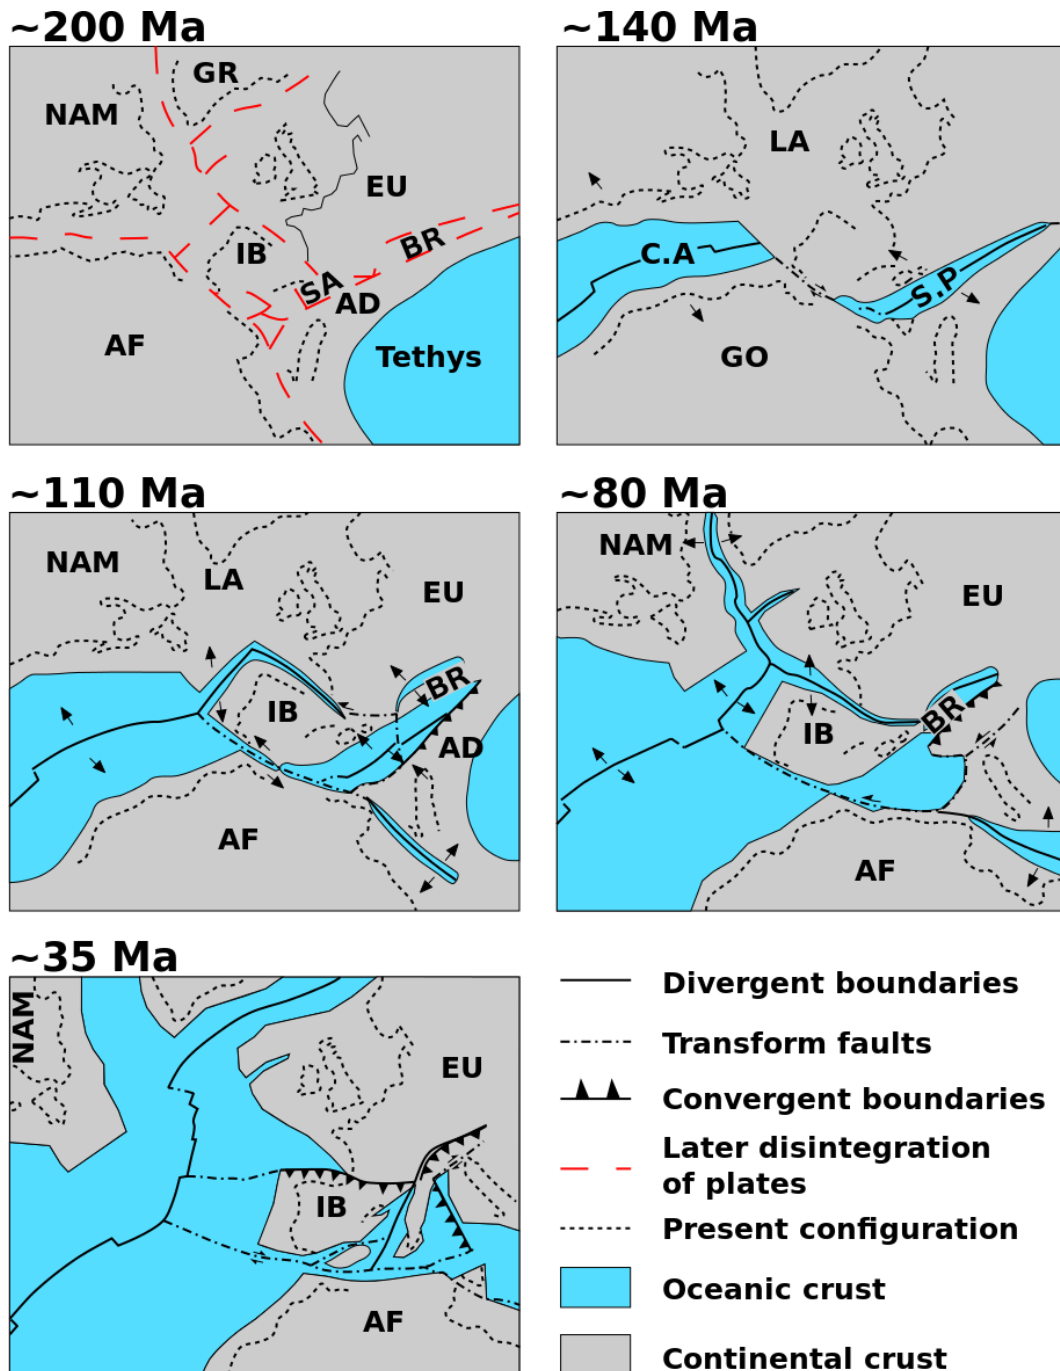 ~200 Ma
GR
NAM
EU
IB
BR
SA
AD
AF
Tethys
~140 Ma
LA
C.A
S.P
GO
~110 Ma
NAM
LA
EU
BR
IB
AD
AF
~80 Ma
NAM
EU
BR
IB
AF
~35 Ma
NAM
EU
IB
AF
Divergent boundaries
Transform faults
Convergent boundaries
Later disintegration
of plates
Present configuration
Oceanic crust
Continental crust